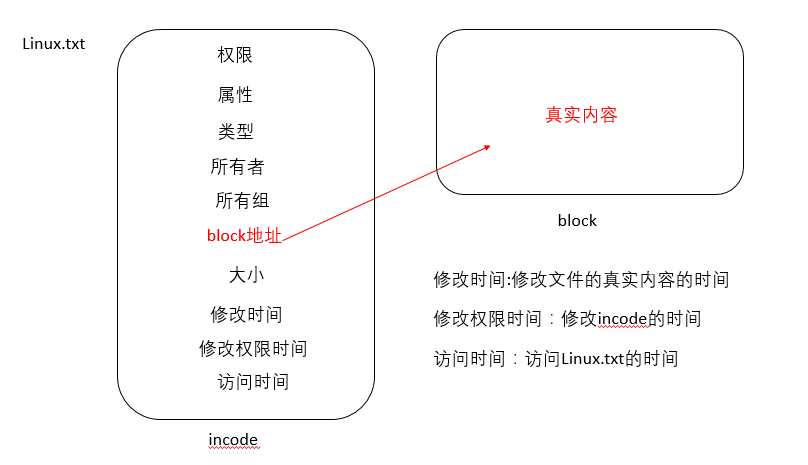 Linux.txt
权限
属性
类型
所有者
所有组
block地址
大小
修改时间
修改权限时间
访问时间
incode
真实内容
block
修改时间:修改文件的真实内容的时间
修改权限时间：修改incode的时间
访问时间：访问Linux.txt的时间